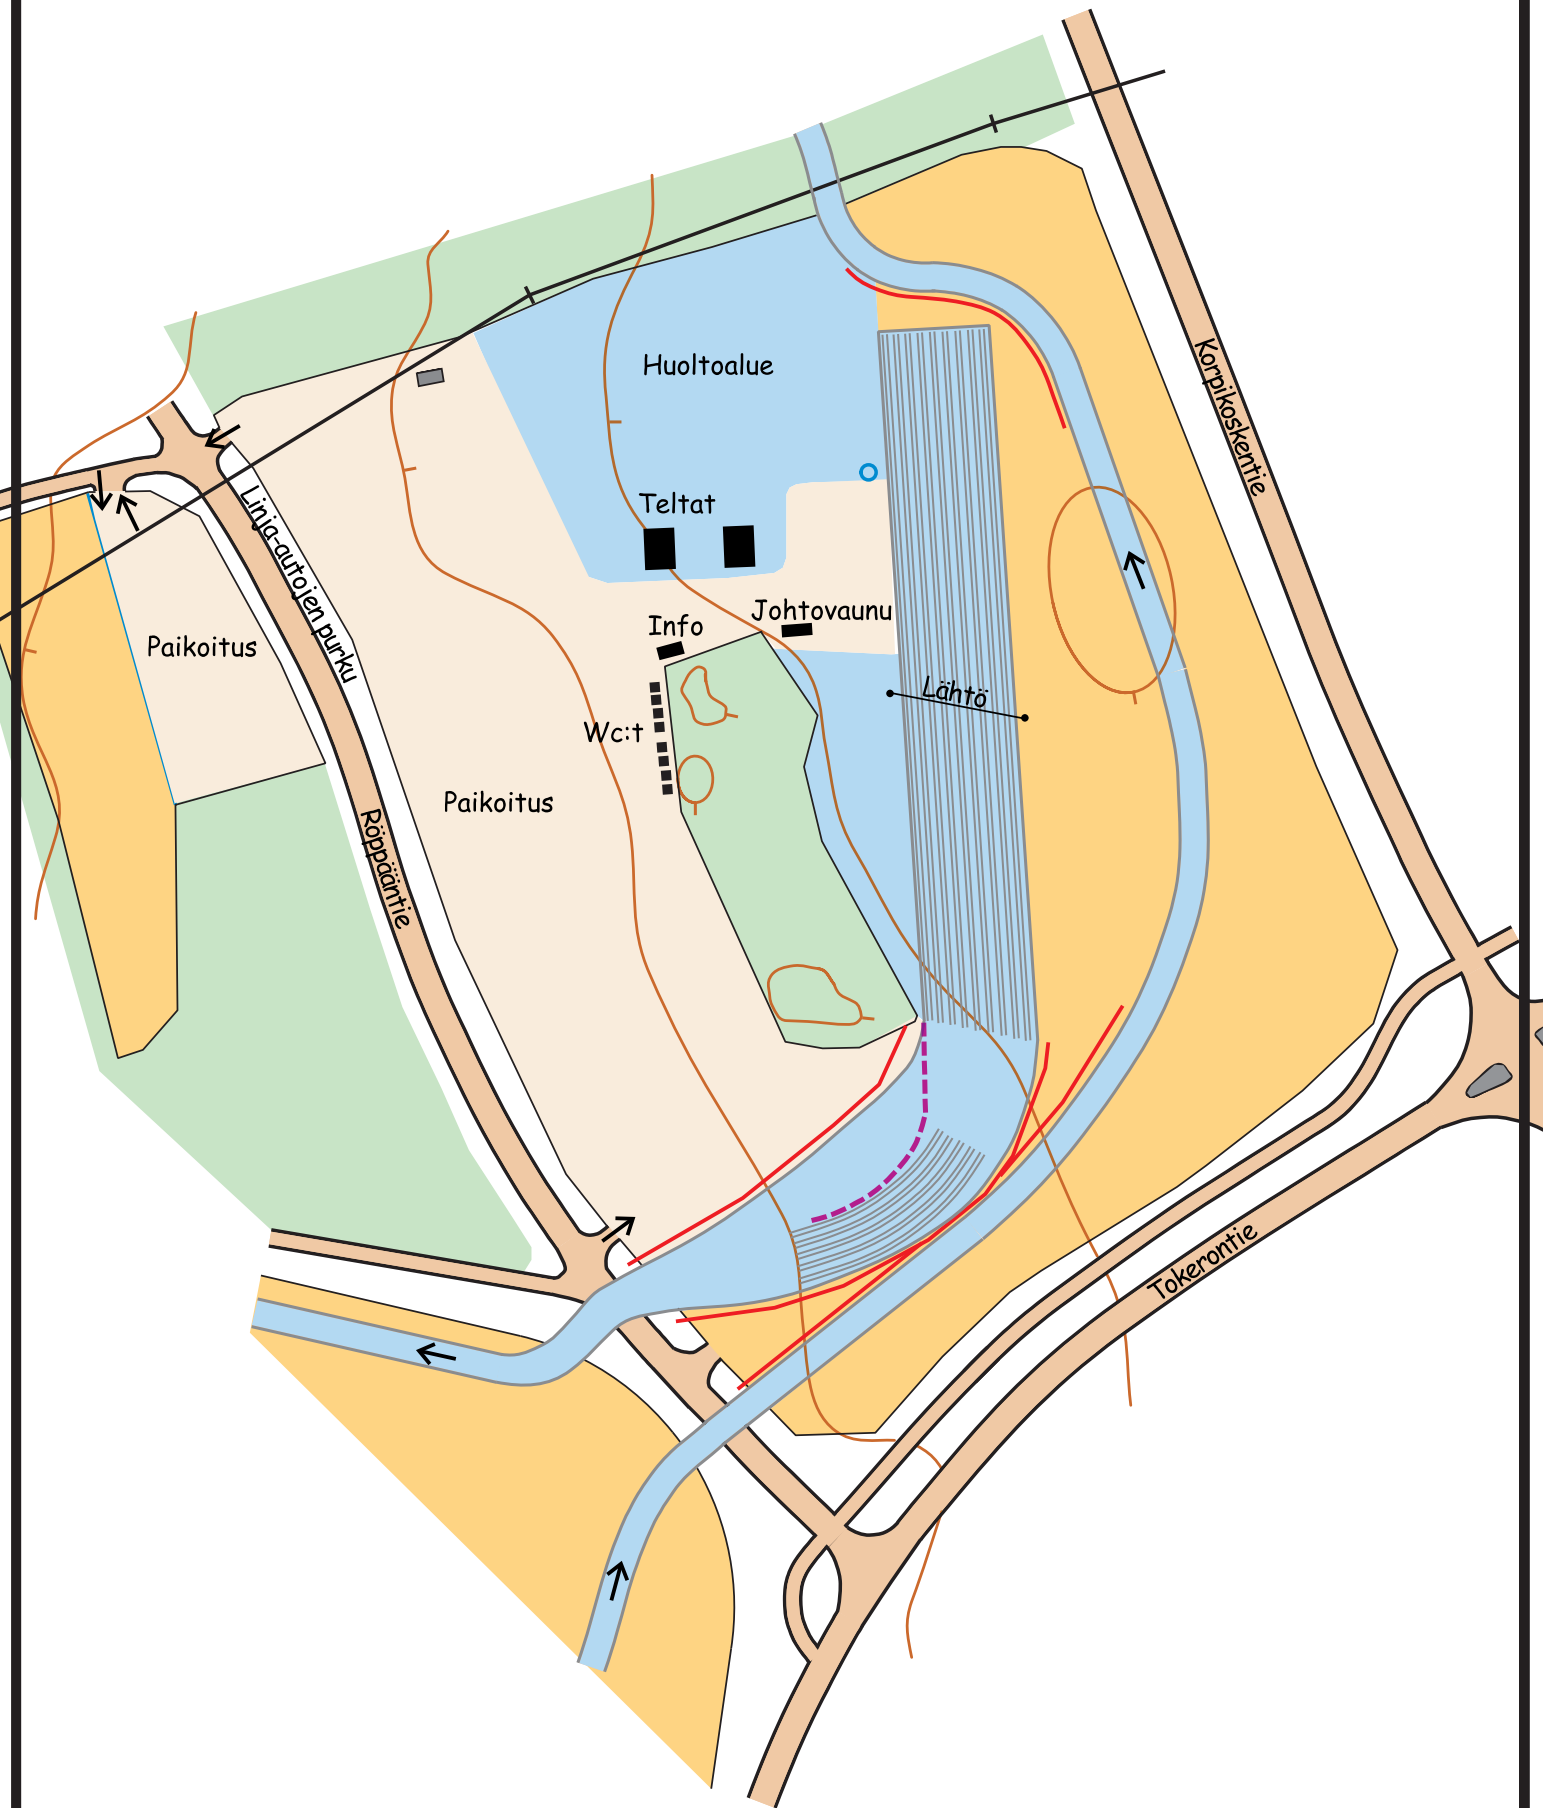 Huoltoalue
Korpikoskentie
Teltat
Linja-autojen purku
Johtovaunu
Info
Paikoitus
Lähtö
Wc:t
Paikoitus
Röppääntie
Tokerontie